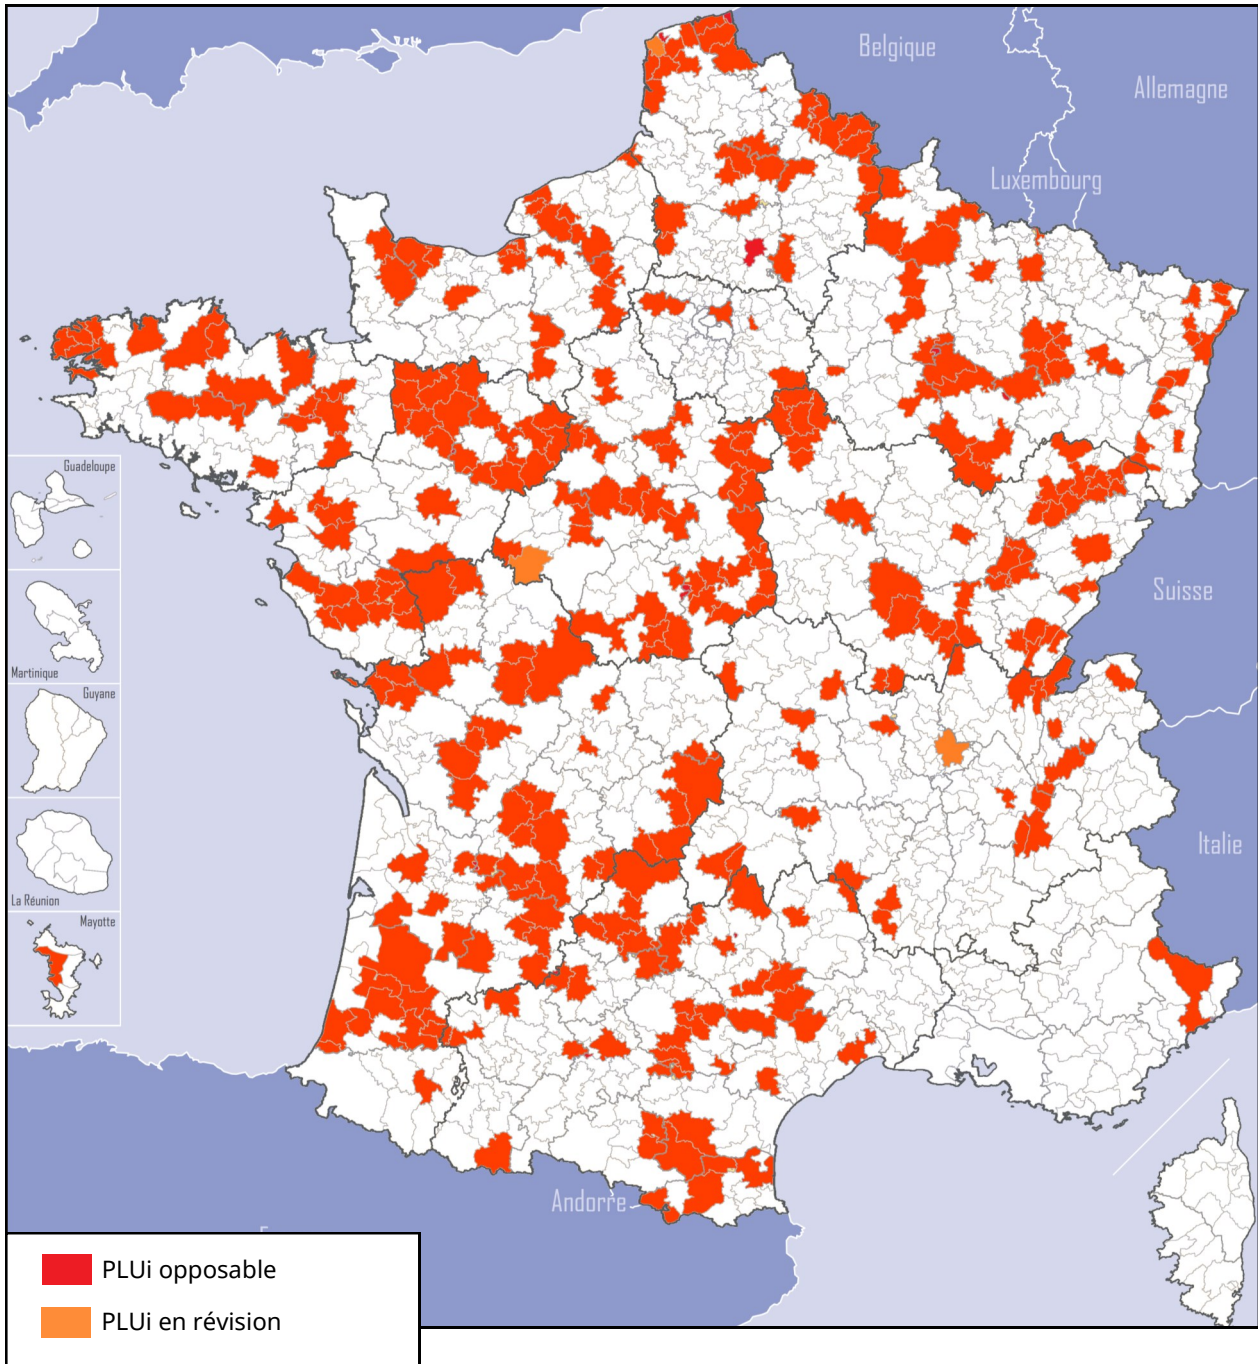 Belgique
Allemagne
Luxembourg
Guadeloupe
Martinique
Guyane
Suisse
La Réunion
Italie
Mayotte
Andorre
PLUi opposable
PLUi en révision